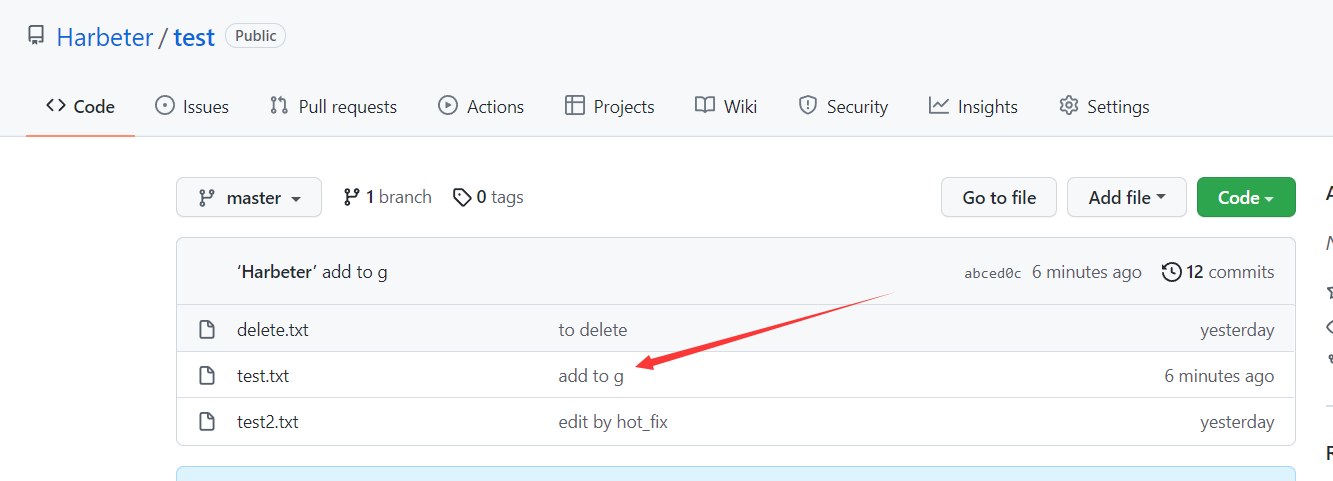 Harbeter / test Public
Code Issues Pull requests Actions Projects Wiki Security Insights Settings
master 1 branch 0 tags Go to file Add file Code
‘Harbeter’ add to g abced0c 6 minutes ago 12 commits
delete.txt to delete yesterday
test.txt add to g 6 minutes ago
test2.txt edit by hot_fix yesterday